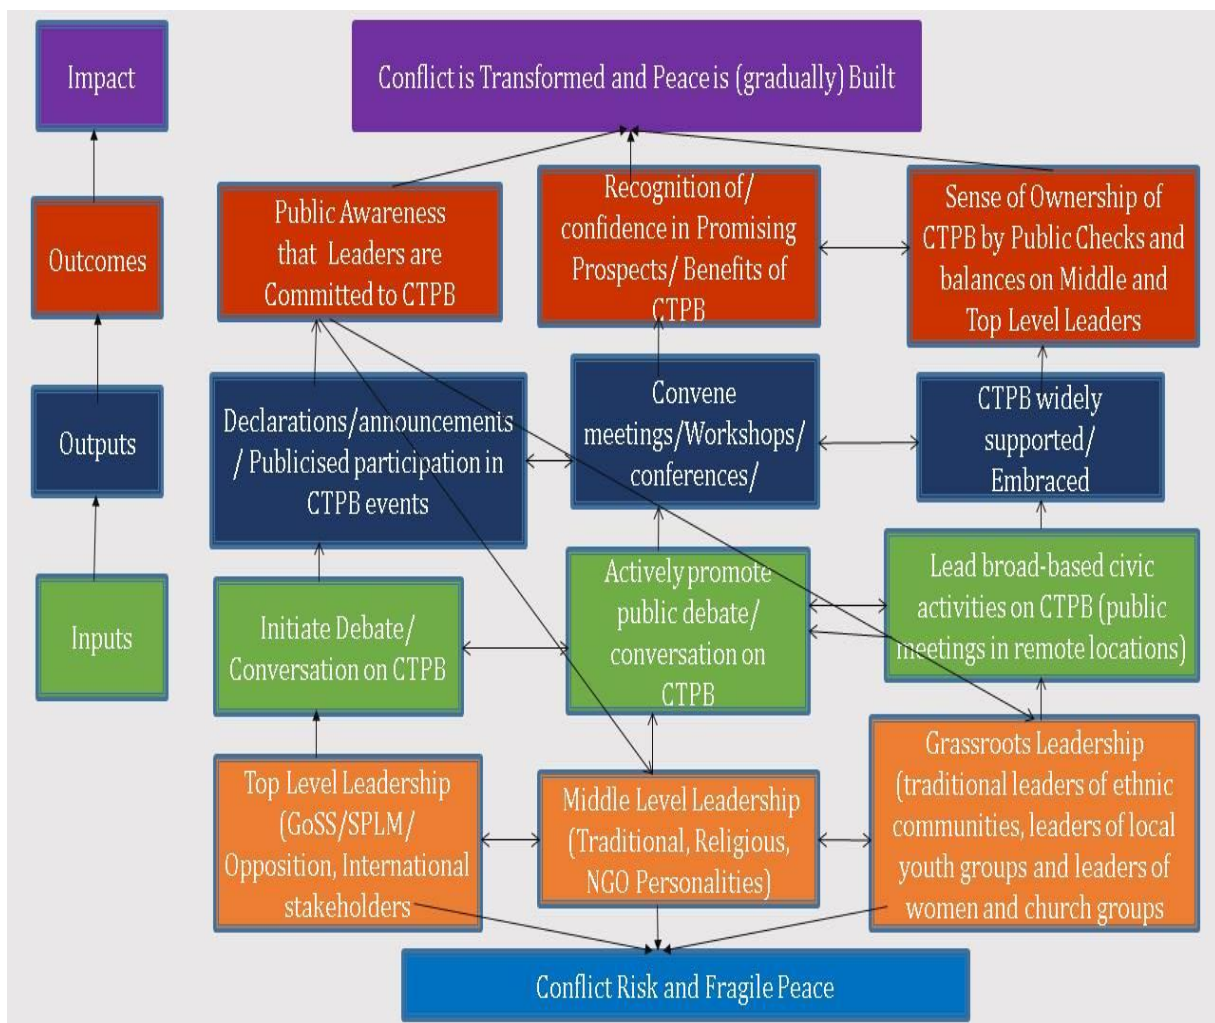 Impact
Conflict is Transformed and Peace is (gradually) Built
Outcomes
Public Awareness
that Leaders are
Committed to CTPB
Recognition of/
confidence in Promising
Prospects/ Benefits of
CTPB
Sense of Ownership of
CTPB by Public Checks and
balances on Middle and
Top Level Leaders
Outputs
Declarations/announcements
/ Publicised participation in
CTPB events
Convene
meetings/Workshops/
conferences/
CTPB widely
supported/
Embraced
Inputs
Initiate Debate/
Conversation on CTPB
Actively promote
public debate/
conversation on
CTPB
Lead broad-based civic
activities on CTPB (public
meetings in remote locations)
Top Level Leadership
(GoSS/SPLM/
Opposition, International
stakeholders
Middle Level Leadership
(Traditional, Religious,
NGO Personalities)
Grassroots Leadership
(traditional leaders of ethnic
communities, leaders of local
youth groups and leaders of
women and church groups
Conflict Risk and Fragile Peace